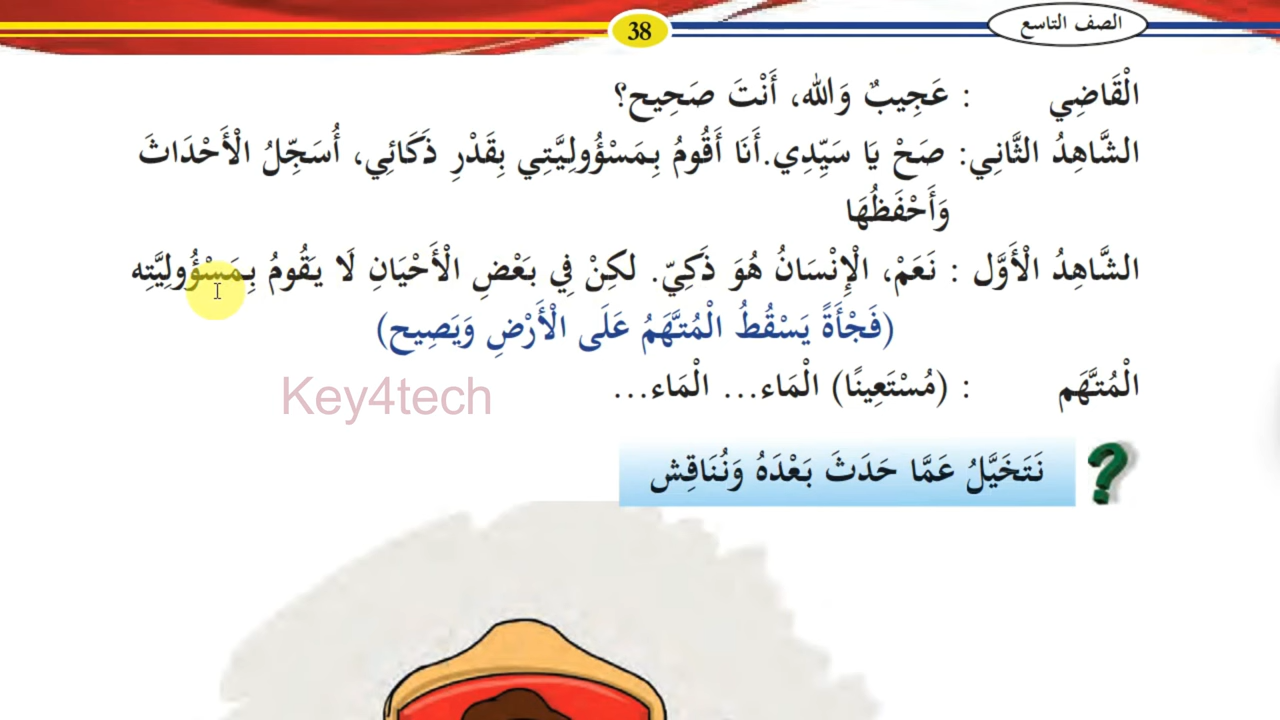 الصف التاسع
38
الْقَاضِي : عَجِيبٌ وَالله، أَنْتَ صَحِيح؟
الشَّاهِدُ الثَّانِي: صَحْ يَا سَيِّدِي.أَنَا أَقُومُ بِمَسْؤُولِيَّتِي بِقَدْرِ ذَكَائِي، أُسَجِّلُ الْأَحْدَاثَ
وَأَحْفَظُهَا
الشَّاهِدُ الْأَوَّل : نَعَمْ، الْإِنْسَانُ هُوَ ذَكِيّ. لكِنْ فِي بَعْضِ الْأَحْيَانِ لَا يَقُومُ بِمَسْؤُولِيَّتِه
(فَجْأَةً يَسْقُطُ الْمُتَّهَمُ عَلَى الْأَرْضِ وَيَصِيح)
الْمُتَّهَم : (مُسْتَعِينًا) الْمَاء... الْمَاء...
Key4tech
نَتَخَيَّلُ عَمَّا حَدَثَ بَعْدَهُ وَنُنَاقِش
?